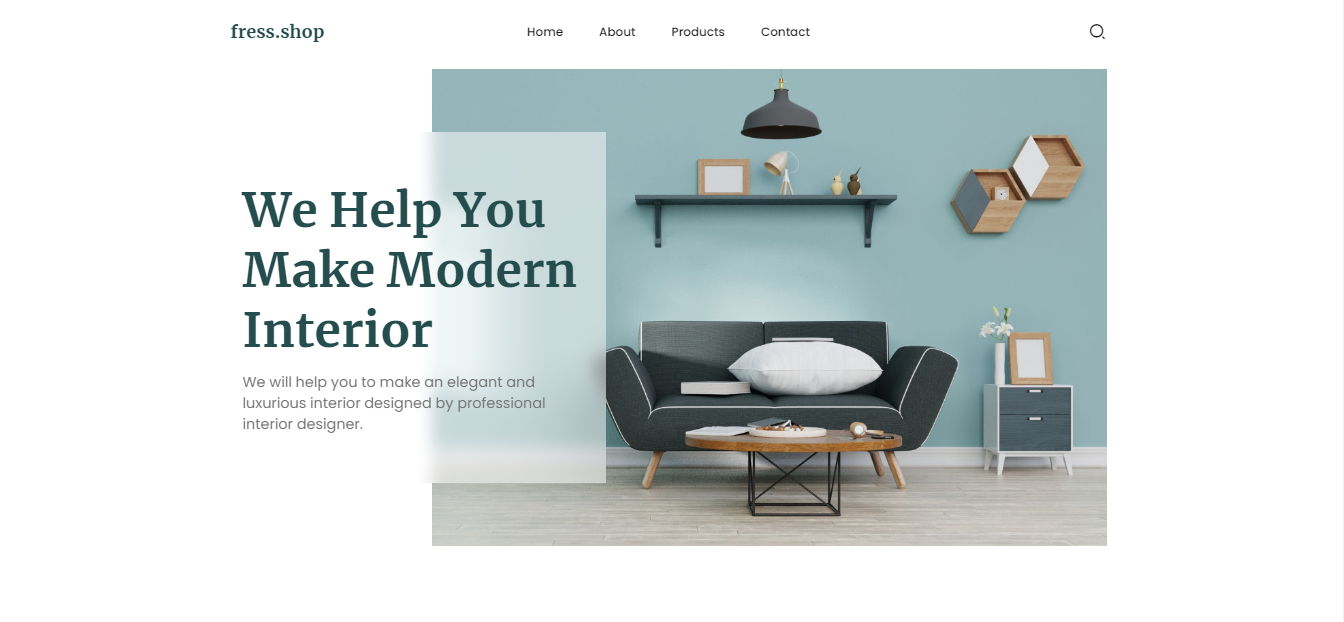 fress.shop
Home About Products Contact
We Help You
Make Modern
Interior
We will help you to make an elegant and
luxurious interior designed by professional
interior designer.